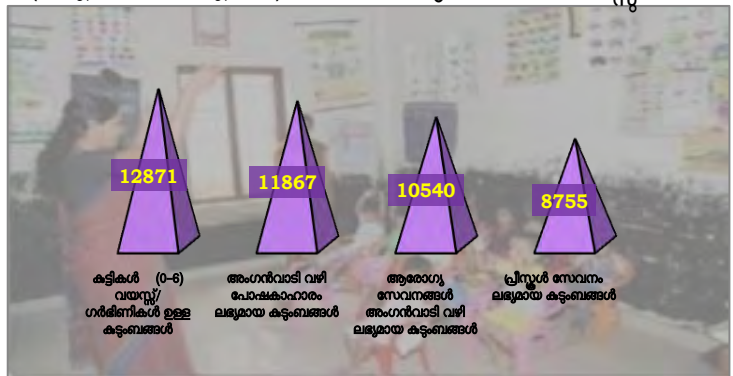 12871
11867
10540
8755
കുട്ടികൾ (0-6)
വയസ്സ്/
ഗർഭിണികൾ ഉള്ള
കുടുംബങ്ങൾ
അംഗൻവാടി വഴി
പോഷകാഹാരം
ലഭ്യമായ കുടുംബങ്ങൾ
ആരോഗ്യ
സേവനങ്ങൾ
അംഗൻവാടി വഴി
ലഭ്യമായ കുടുംബങ്ങൾ
പ്രീസ്കൂൾ സേവനം
ലഭ്യമായ കുടുംബങ്ങൾ